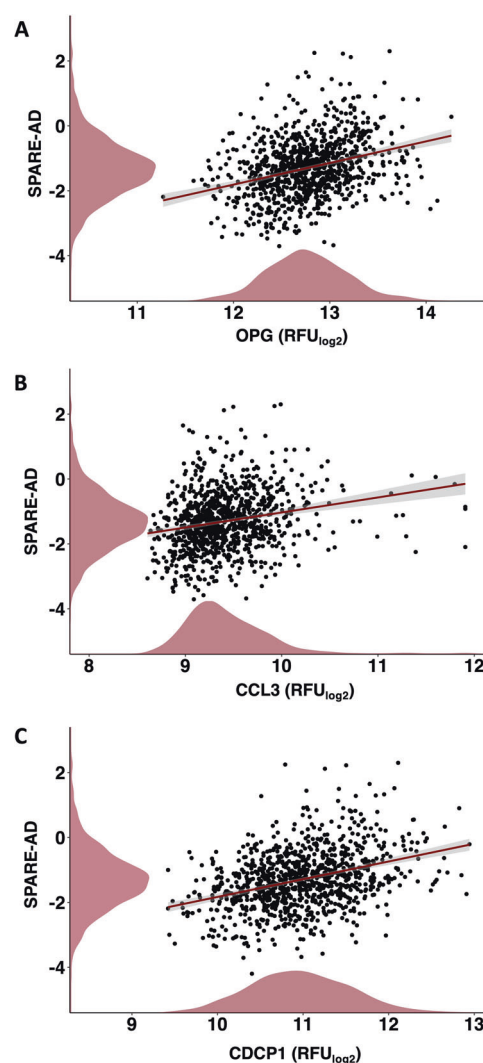 A
2
0
-2
-4
SPARE-AD
11 12 13 14
OPG (RFUlog2)
B
2
0
-2
-4
SPARE-AD
8 9 10 11 12
CCL3 (RFUlog2)
C
2
0
-2
-4
SPARE-AD
9 10 11 12 13
CDCP1 (RFUlog2)